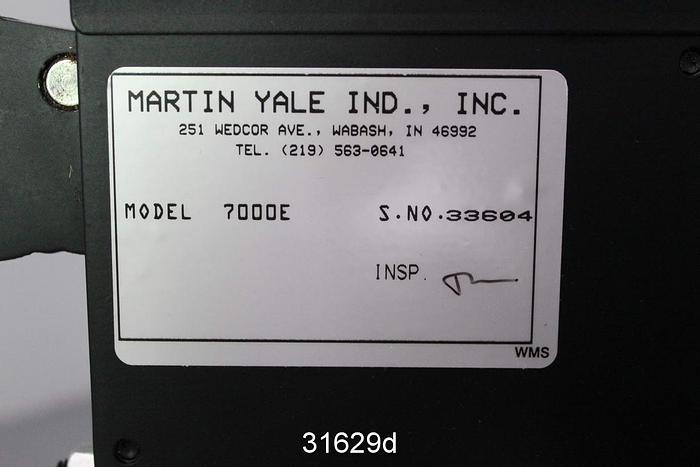 MARTIN YALE IND., INC.
251 WEDCOR AVE., WABASH, IN 46992
TEL. (219) 563-0641
MODEL 7000E S.NO.33604
INSP.
WMS
31629d